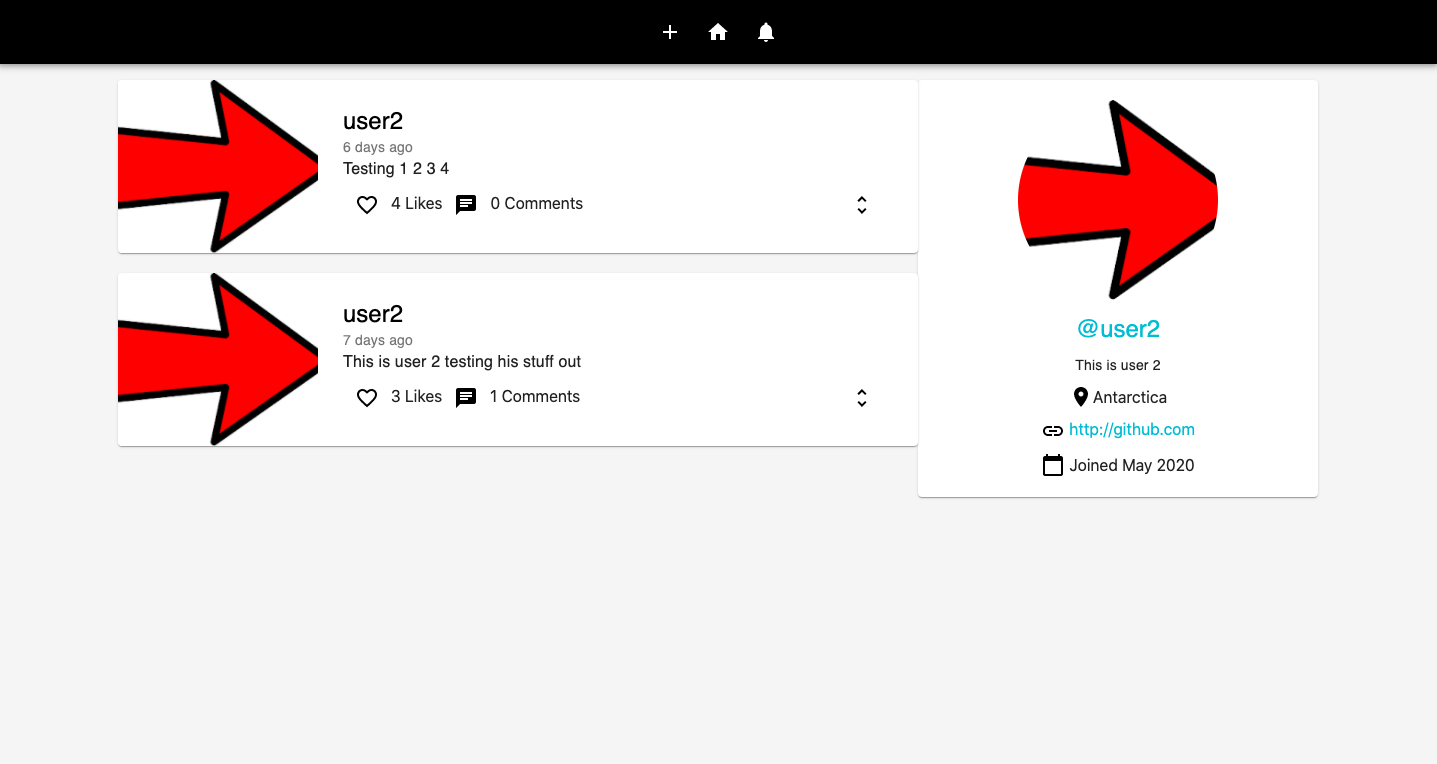 user2
6 days ago
Testing 1 2 3 4
4 Likes 0 Comments
user2
7 days ago
This is user 2 testing his stuff out
3 Likes 1 Comments
@user2
This is user 2
Antarctica
http://github.com
Joined May 2020